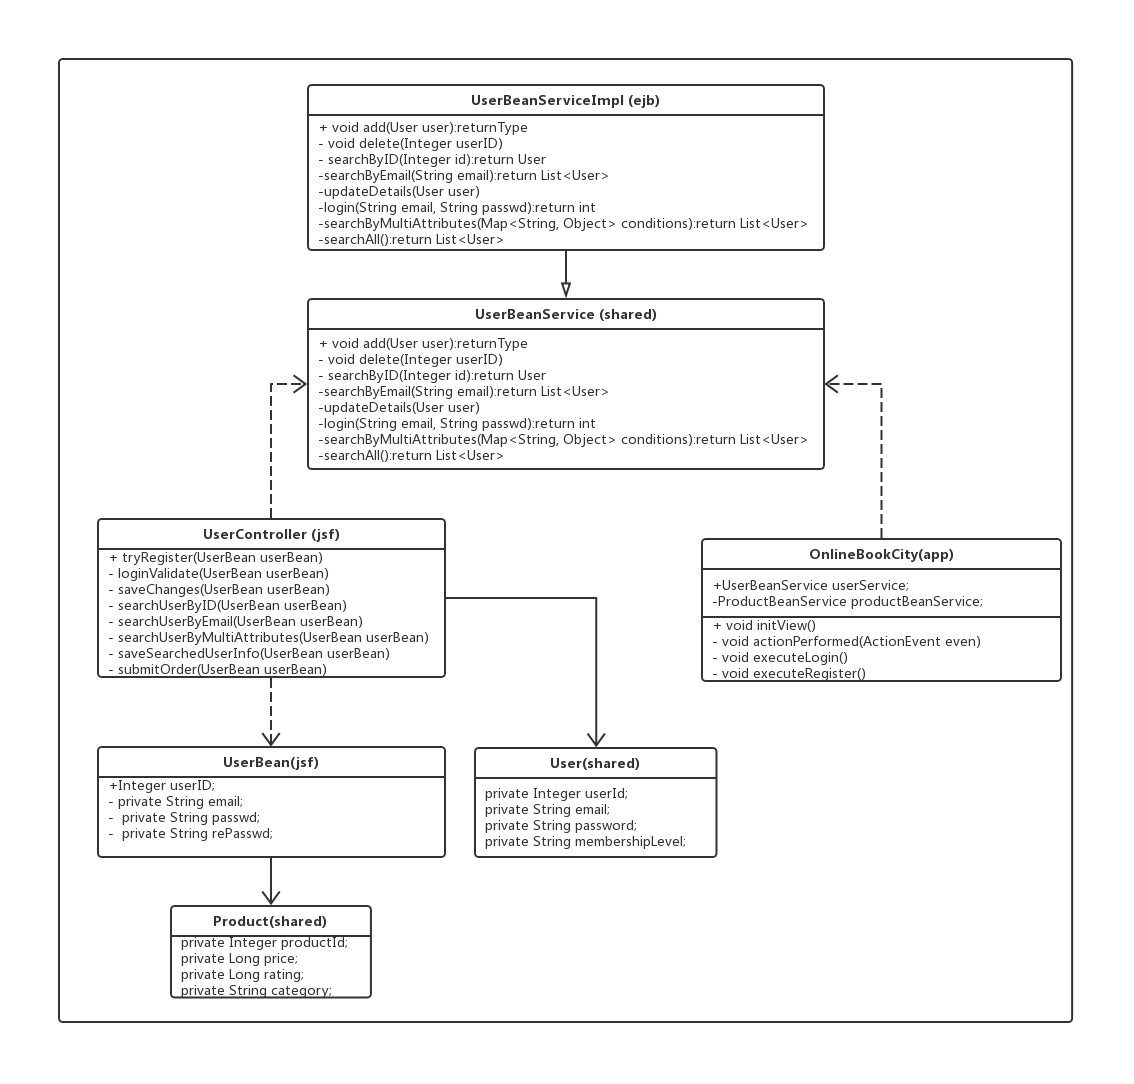 UserBeanServiceImpl (ejb)
+ void add(User user):returnType
- void delete(Integer userID)
- searchByID(Integer id):return User
-searchByEmail(String email):return List<User>
-updateDetails(User user)
-login(String email, String passwd):return int
-searchByMultiAttributes(Map<String, Object> conditions):return List<User>
-searchAll():return List<User>
UserBeanService (shared)
+ void add(User user):returnType
- void delete(Integer userID)
- searchByID(Integer id):return User
-searchByEmail(String email):return List<User>
-updateDetails(User user)
-login(String email, String passwd):return int
-searchByMultiAttributes(Map<String, Object> conditions):return List<User>
-searchAll():return List<User>
UserController (jsf)
+ tryRegister(UserBean userBean)
- loginValidate(UserBean userBean)
- saveChanges(UserBean userBean)
- searchUserByID(UserBean userBean)
- searchUserByEmail(UserBean userBean)
- searchUserByMultiAttributes(UserBean userBean)
- saveSearchedUserInfo(UserBean userBean)
- submitOrder(UserBean userBean)
OnlineBookCity(app)
+UserBeanService userService;
-ProductBeanService productBeanService;
+ void initView()
- void actionPerformed(ActionEvent even)
- void executeLogin()
- void executeRegister()
UserBean(jsf)
+Integer userID;
- private String email;
- private String passwd;
- private String rePasswd;
User(shared)
private Integer userId;
private String email;
private String password;
private String membershipLevel;
Product(shared)
private Integer productId;
private Long price;
private Long rating;
private String category;